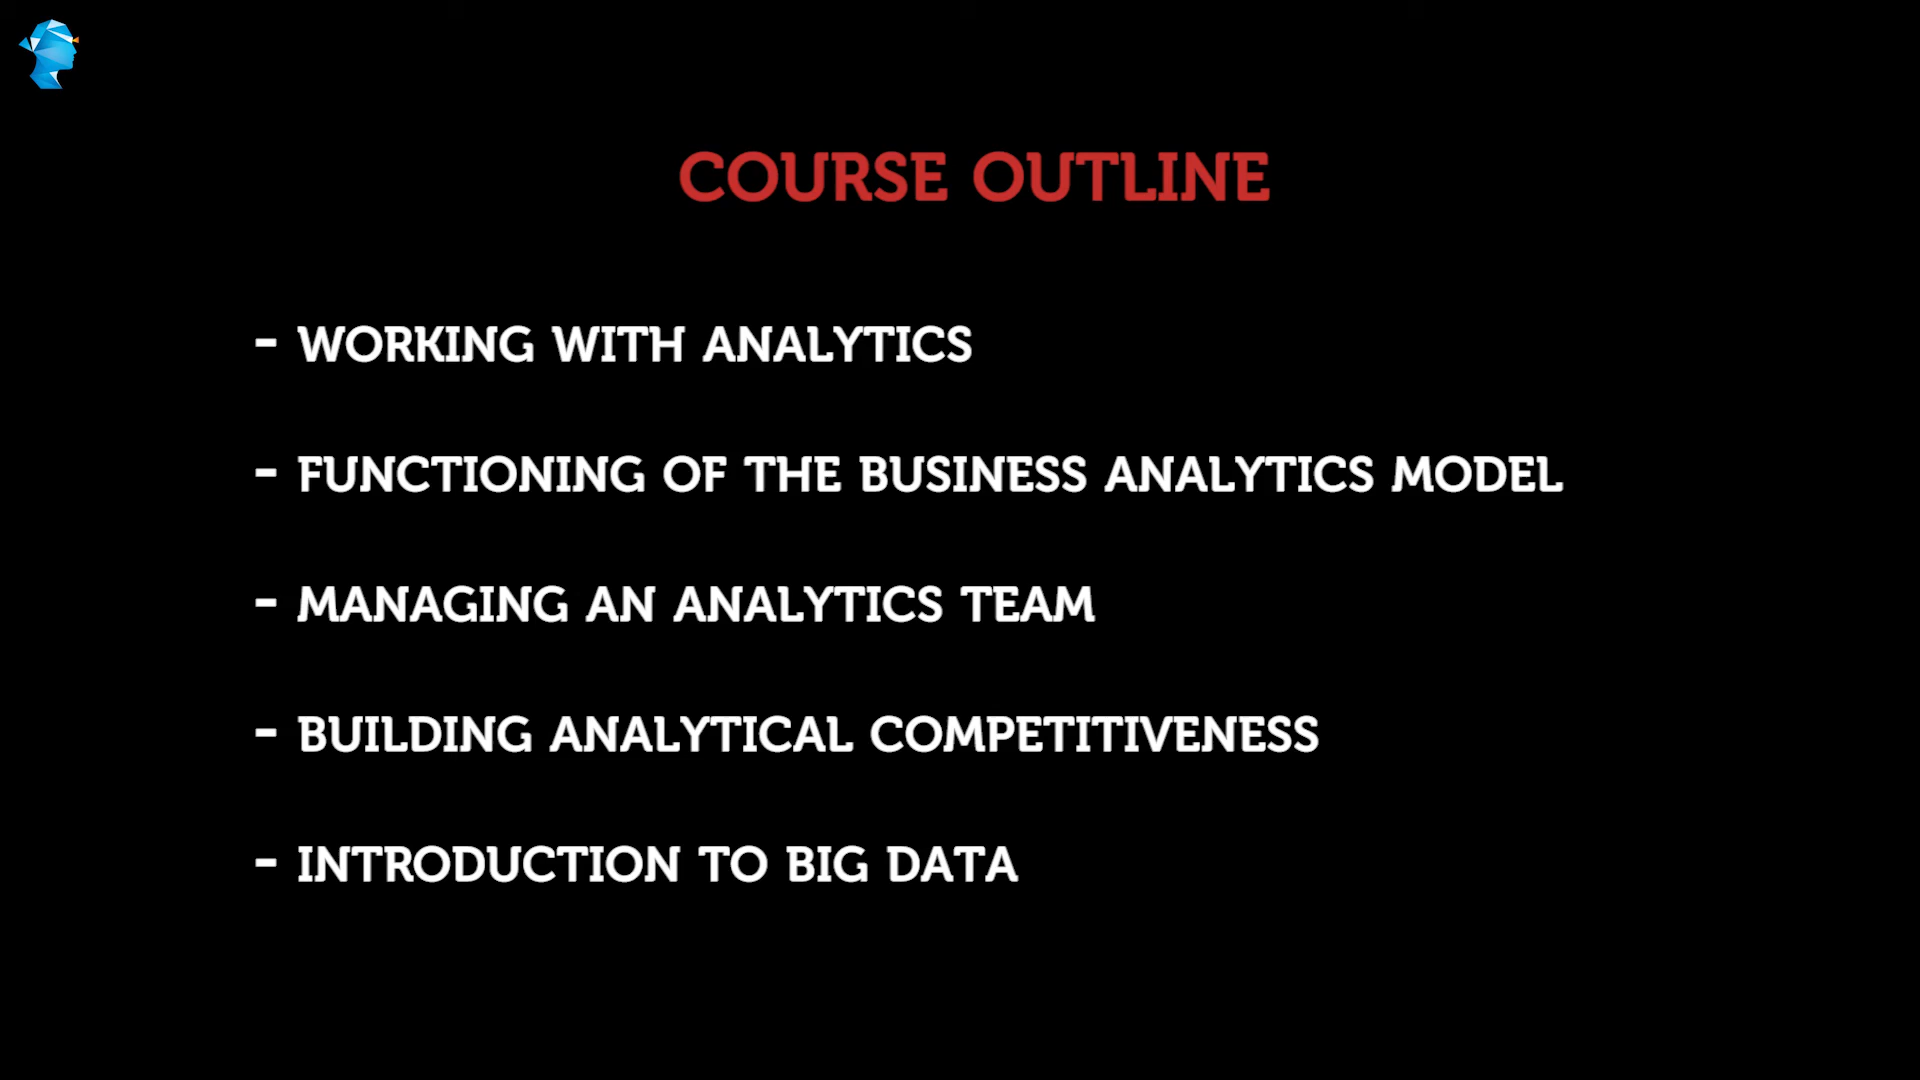 COURSE OUTLINE
- WORKING WITH ANALYTICS
- FUNCTIONING OF THE BUSINESS ANALYTICS MODEL
- MANAGING AN ANALYTICS TEAM
- BUILDING ANALYTICAL COMPETITIVENESS
- INTRODUCTION TO BIG DATA